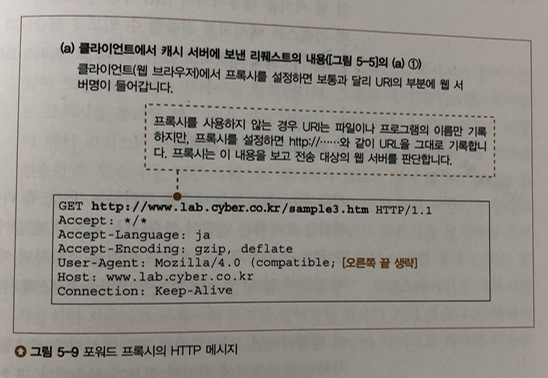 (a) 클라이언트에서 캐시 서버에 보낸 리퀘스트의 내용([그림 5-5]의 (a) ①)
클라이언트(웹 브라우저)에서 프록시를 설정하면 보통과 달리 URI의 부분에 웹 서
버명이 들어갑니다.
프록시를 사용하지 않는 경우 URI는 파일이나 프로그램의 이름만 기록
하지만, 프록시를 설정하면 http://……와 같이 URL을 그대로 기록합니
다. 프록시는 이 내용을 보고 전송 대상의 웹 서버를 판단합니다.
GET http://www.lab.cyber.co.kr/sample3.htm HTTP/1.1
Accept: */*
Accept-Language: ja
Accept-Encoding: gzip, deflate
User-Agent: Mozilla/4.0 (compatible; [오른쪽 끝 생략]
Host: www.lab.cyber.co.kr
Connection: Keep-Alive
그림 5-9 포워드 프록시의 HTTP 메시지